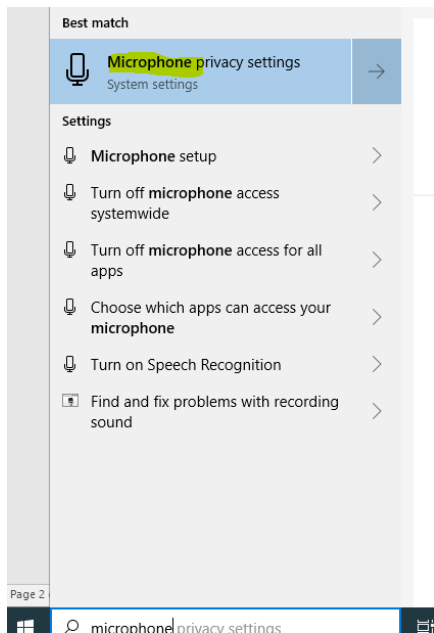 Best match
Microphone privacy settings
System settings
Settings
Microphone setup
Turn off microphone access
systemwide
Turn off microphone access for all
apps
Choose which apps can access your
microphone
Turn on Speech Recognition
Find and fix problems with recording
sound
Page 2
microphone privacy settings